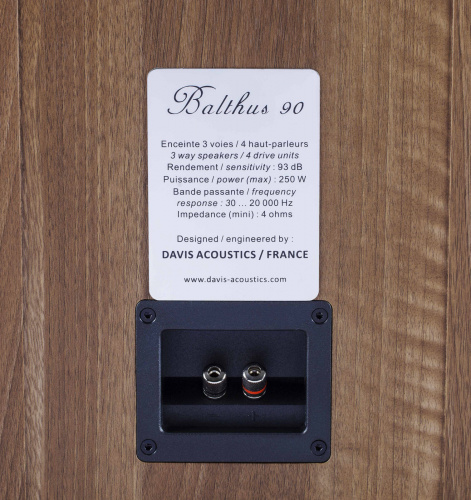 Balthus 90
Enceinte 3 voies / 4 haut-parleurs
3 way speakers / 4 drive units
Rendement / sensitivity : 93 dB
Puissance / power (max) : 250 W
Bande passante / frequency
response : 30 ... 20 000 Hz
Impedance (mini) : 4 ohms
Designed / engineered by :
DAVIS ACOUSTICS / FRANCE
www.davis-acoustics.com